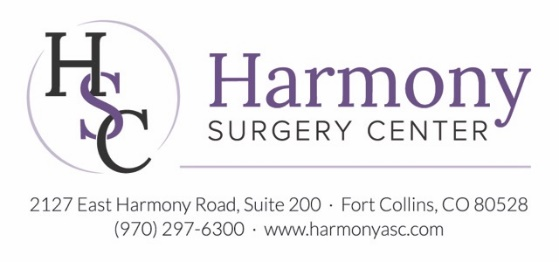 HSC
Harmony
SURGERY CENTER
2127 East Harmony Road, Suite 200 · Fort Collins, CO 80528
(970) 297-6300 · www.harmonyasc.com